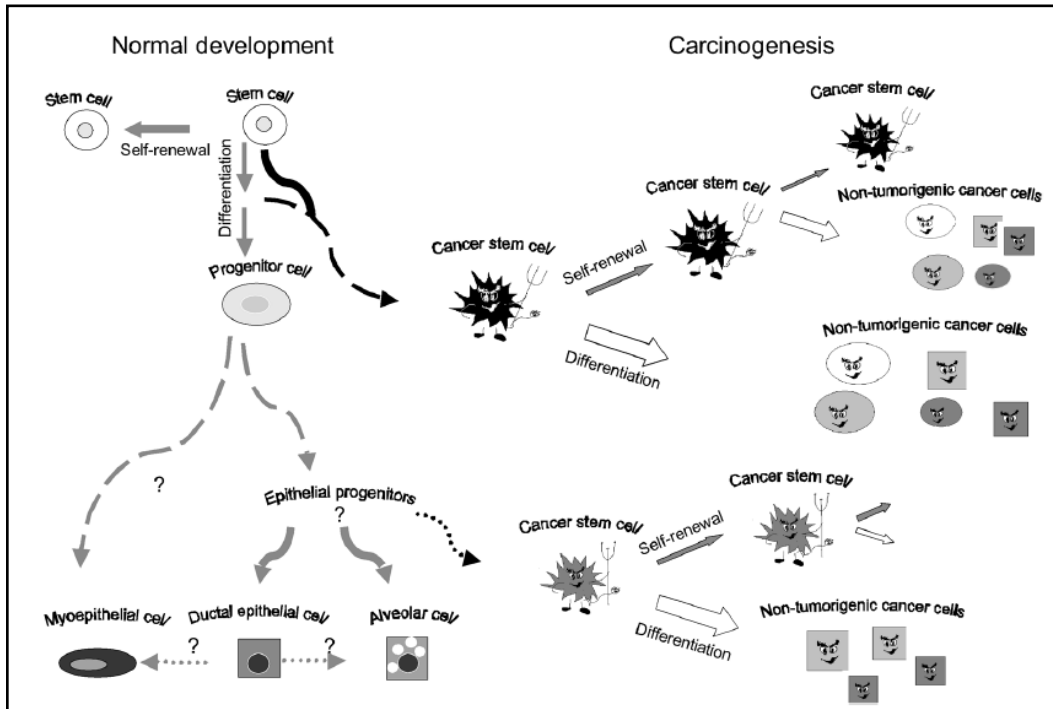 Normal development
Carcinogenesis
Stem cell
Stem cell
Self-renewal
Differentiation
Progenitor cell
?
Epithelial progenitors
?
Myoepithelial cell
Ductal epithelial cell
Alveolar cell
?
?
Cancer stem cell
Self-renewal
Differentiation
Cancer stem cell
Cancer stem cell
Non-tumorigenic cancer cells
Non-tumorigenic cancer cells
Cancer stem cell
Self-renewal
Differentiation
Cancer stem cell
Non-tumorigenic cancer cells